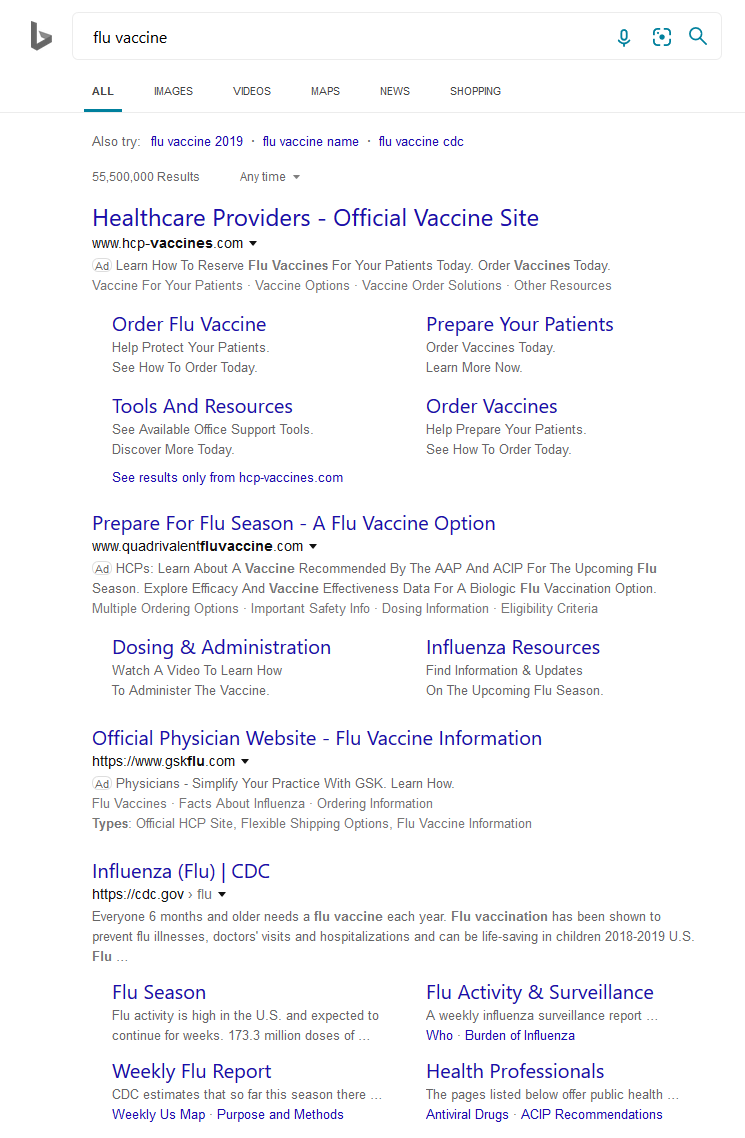 flu vaccine
ALL IMAGES VIDEOS MAPS NEWS SHOPPING
Also try: flu vaccine 2019 · flu vaccine name · flu vaccine cdc
55,500,000 Results Any time
Healthcare Providers - Official Vaccine Site
www.hcp-vaccines.com
Ad Learn How To Reserve Flu Vaccines For Your Patients Today. Order Vaccines Today.
Vaccine For Your Patients · Vaccine Options · Vaccine Order Solutions · Other Resources
Order Flu Vaccine
Help Protect Your Patients.
See How To Order Today.
Prepare Your Patients
Order Vaccines Today.
Learn More Now.
Tools And Resources
See Available Office Support Tools.
Discover More Today.
Order Vaccines
Help Prepare Your Patients.
See How To Order Today.
See results only from hcp-vaccines.com
Prepare For Flu Season - A Flu Vaccine Option
www.quadrivalentfluvaccine.com
Ad HCPs: Learn About A Vaccine Recommended By The AAP And ACIP For The Upcoming Flu
Season. Explore Efficacy And Vaccine Effectiveness Data For A Biologic Flu Vaccination Option.
Multiple Ordering Options · Important Safety Info · Dosing Information · Eligibility Criteria
Dosing & Administration
Watch A Video To Learn How
To Administer The Vaccine.
Influenza Resources
Find Information & Updates
On The Upcoming Flu Season.
Official Physician Website - Flu Vaccine Information
https://www.gskflu.com
Ad Physicians - Simplify Your Practice With GSK. Learn How.
Flu Vaccines · Facts About Influenza · Ordering Information
Types: Official HCP Site, Flexible Shipping Options, Flu Vaccine Information
Influenza (Flu) | CDC
https://cdc.gov › flu
Everyone 6 months and older needs a flu vaccine each year. Flu vaccination has been shown to
prevent flu illnesses, doctors' visits and hospitalizations and can be life-saving in children 2018-2019 U.S.
Flu ...
Flu Season
Flu activity is high in the U.S. and expected to
continue for weeks. 173.3 million doses of ...
Flu Activity & Surveillance
A weekly influenza surveillance report ...
Who · Burden of Influenza
Weekly Flu Report
CDC estimates that so far this season there ...
Weekly Us Map · Purpose and Methods
Health Professionals
The pages listed below offer public health ...
Antiviral Drugs · ACIP Recommendations